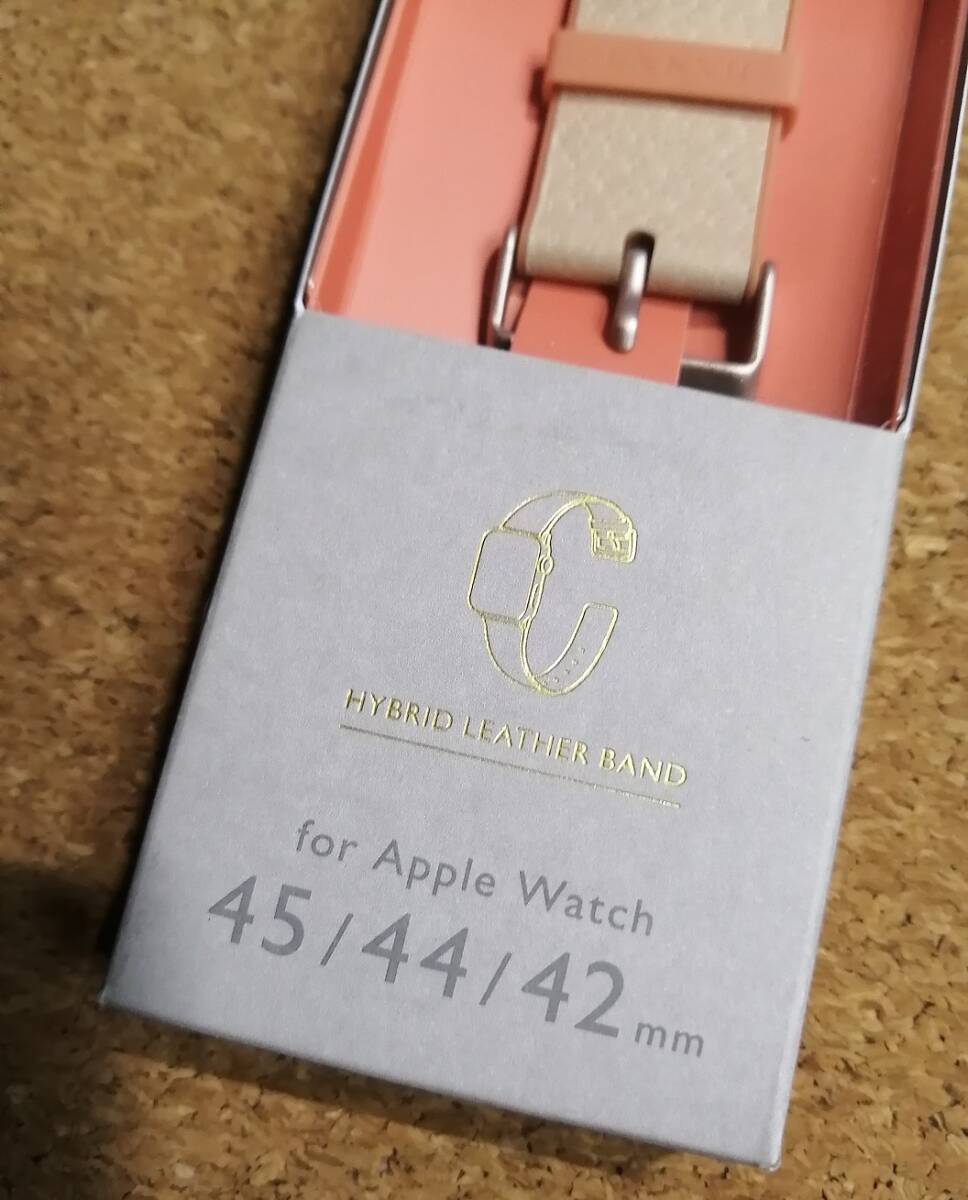 HYBRID LEATHER BAND
for Apple Watch
45/44/42mm